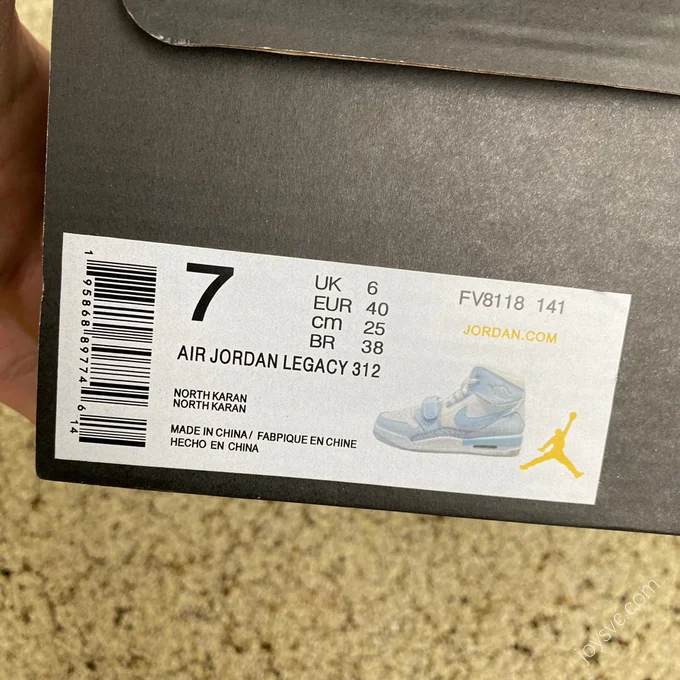 7
UK 6
EUR 40
cm 25
BR 38
FV8118 141
JORDAN.COM
AIR JORDAN LEGACY 312
NORTH KARAN
NORTH KARAN
MADE IN CHINA / FABPIQUE EN CHINE
HECHO EN CHINA
1 95868 89774 6 14
joysve.com